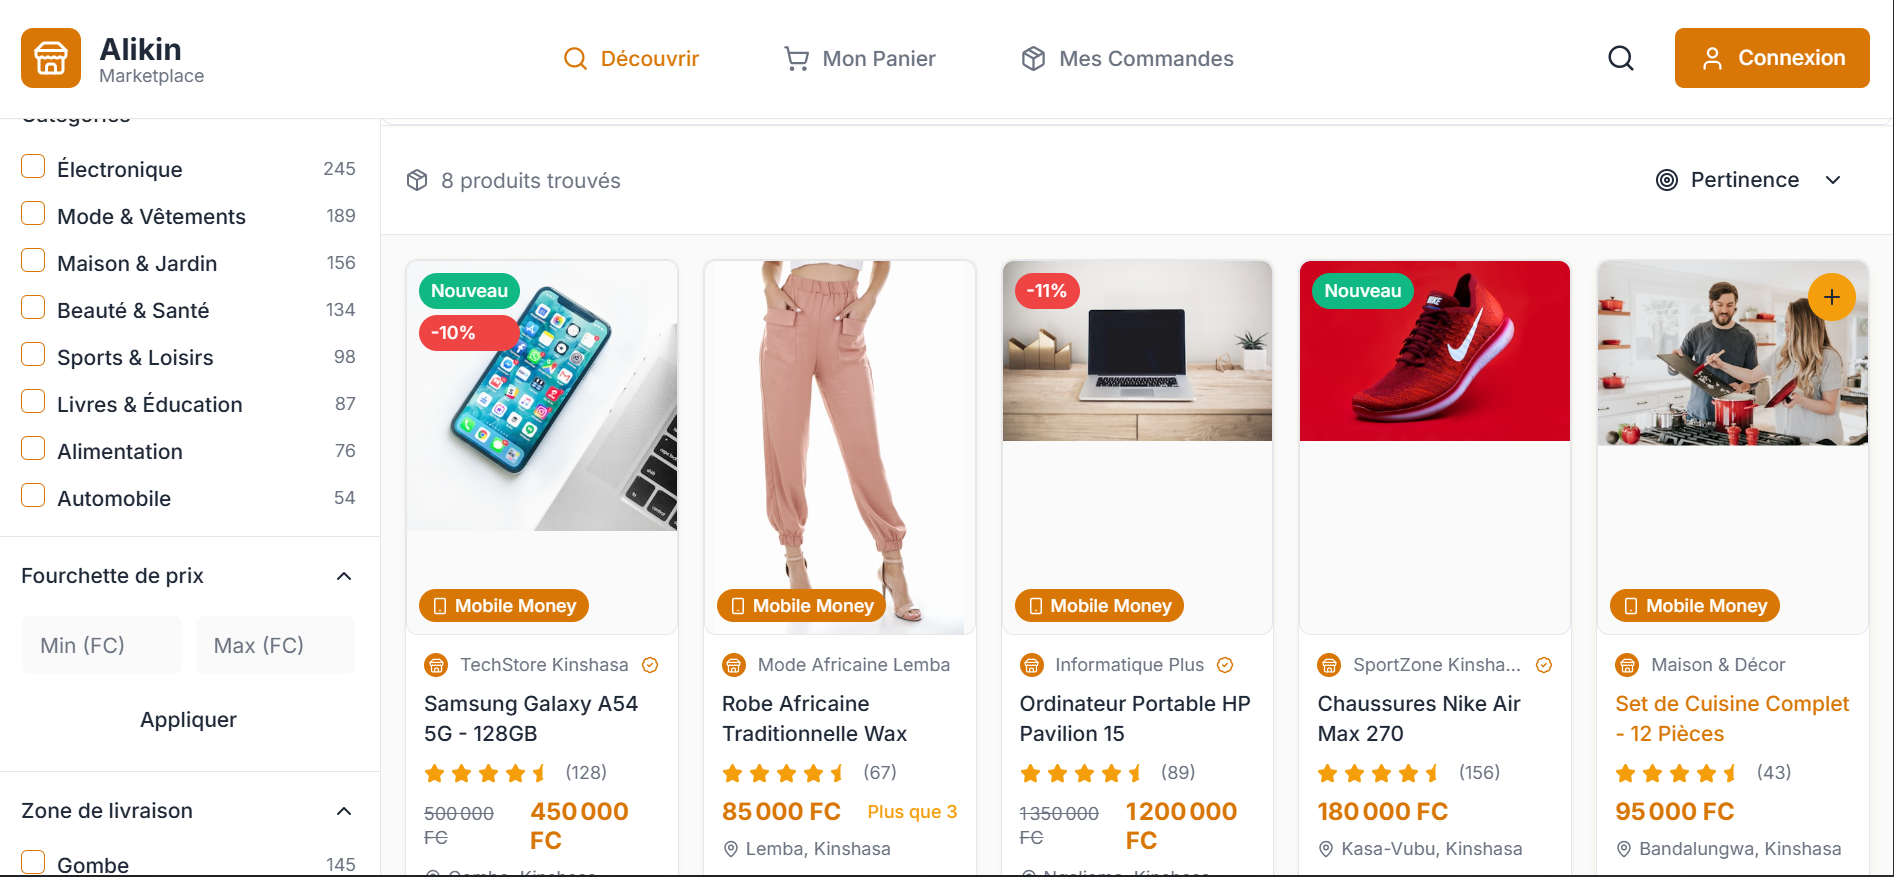 Alikin
Marketplace
Découvrir
Mon Panier
Mes Commandes
Connexion
Catégories
Électronique 245
Mode & Vêtements 189
Maison & Jardin 156
Beauté & Santé 134
Sports & Loisirs 98
Livres & Éducation 87
Alimentation 76
Automobile 54
Fourchette de prix
Min (FC) Max (FC)
Appliquer
Zone de livraison
Gombe 145
8 produits trouvés
Pertinence
Nouveau
-10%
Mobile Money
TechStore Kinshasa
Samsung Galaxy A54
5G - 128GB
(128)
500 000 FC
450 000 FC
Gombe, Kinshasa
Mobile Money
Mode Africaine Lemba
Robe Africaine
Traditionnelle Wax
(67)
85 000 FC Plus que 3
Lemba, Kinshasa
-11%
Mobile Money
Informatique Plus
Ordinateur Portable HP
Pavilion 15
(89)
1 350 000 FC
1 200 000 FC
Ngaliema, Kinshasa
Nouveau
NIKE
SportZone Kinsha...
Chaussures Nike Air
Max 270
(156)
180 000 FC
Kasa-Vubu, Kinshasa
Mobile Money
Maison & Décor
Set de Cuisine Complet
- 12 Pièces
(43)
95 000 FC
Bandalungwa, Kinshasa